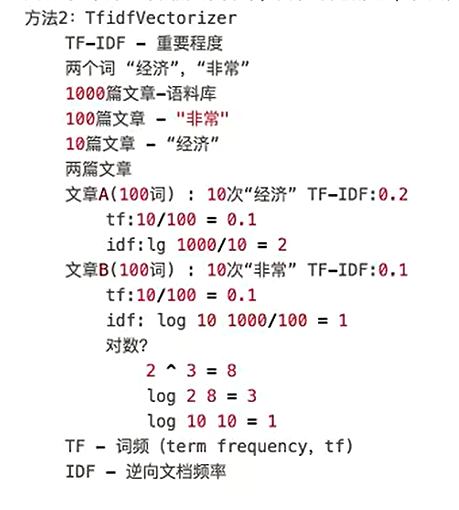 方法2：TfidfVectorizer
TF-IDF - 重要程度
两个词 “经济”，“非常”
1000篇文章-语料库
100篇文章 - "非常"
10篇文章 - “经济”
两篇文章
文章A(100词) : 10次“经济” TF-IDF:0.2
tf:10/100 = 0.1
idf:lg 1000/10 = 2
文章B(100词) : 10次“非常” TF-IDF:0.1
tf:10/100 = 0.1
idf: log 10 1000/100 = 1
对数？
2 ^ 3 = 8
log 2 8 = 3
log 10 10 = 1
TF - 词频（term frequency, tf)
IDF - 逆向文档频率